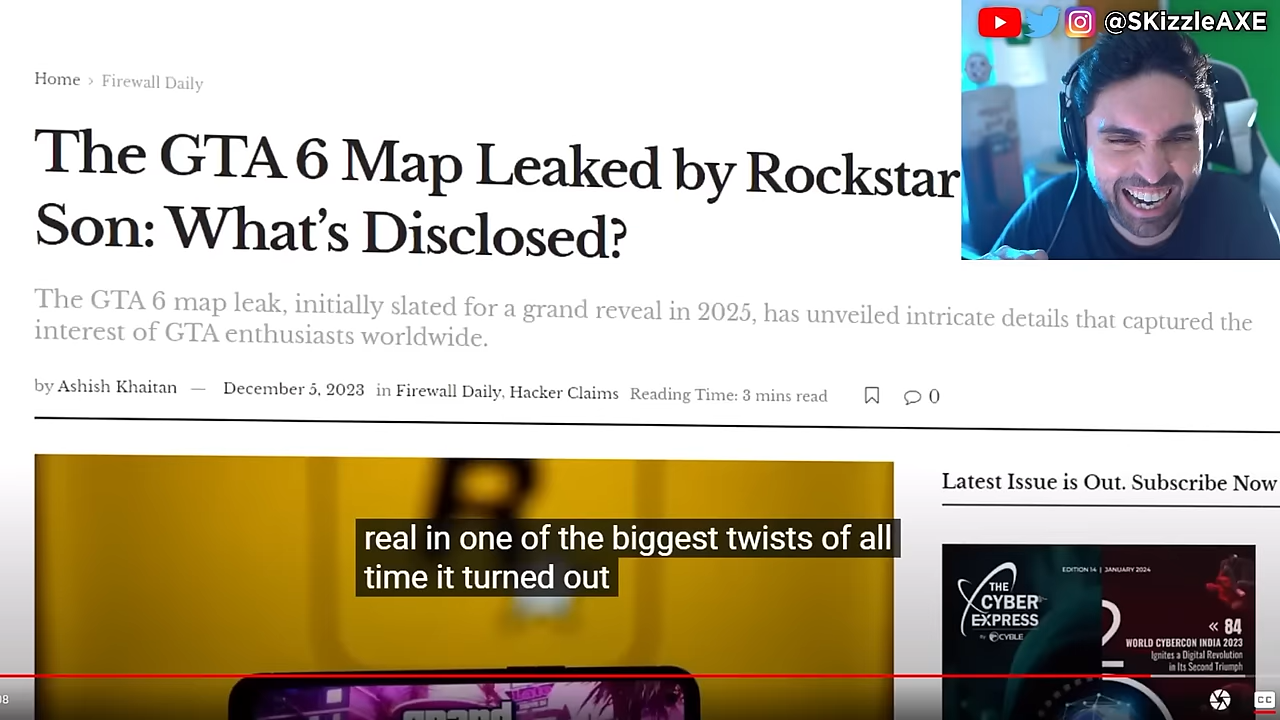 @SKizzleAXE
Home > Firewall Daily
The GTA 6 Map Leaked by Rockstar
Son: What's Disclosed?
The GTA 6 map leak, initially slated for a grand reveal in 2025, has unveiled intricate details that captured the
interest of GTA enthusiasts worldwide.
by Ashish Khaitan — December 5, 2023 in Firewall Daily, Hacker Claims Reading Time: 3 mins read 0
Latest Issue is Out. Subscribe Now
real in one of the biggest twists of all
time it turned out
EDITION 14 | JANUARY 2024
THE
CYBER
EXPRESS
By CYBLE
« 84
WORLD CYBERCON INDIA 2023
Ignites a Digital Revolution
in Its Second Triumph
grand
CC